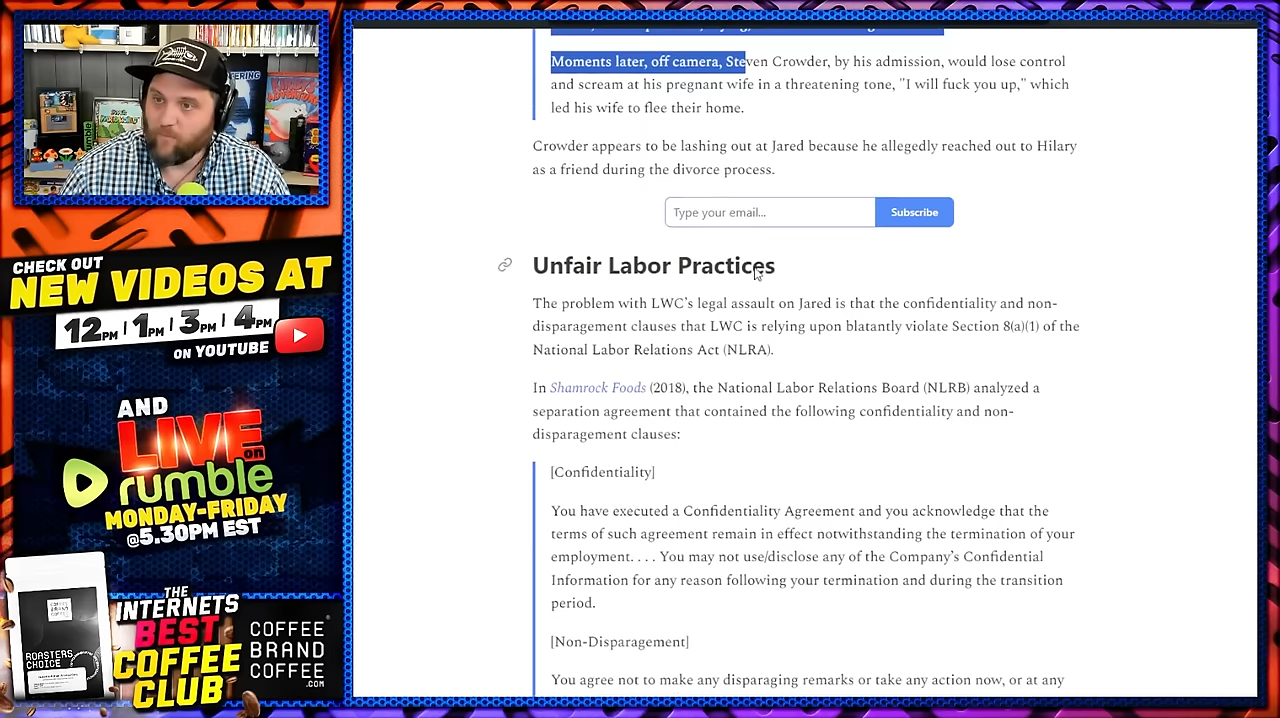 CHECK OUT
NEW VIDEOS AT
12PM | 1PM | 3PM | 4PM
ON YOUTUBE
AND
LIVE on
rumble
MONDAY-FRIDAY
@5.30PM EST
THE
INTERNETS
BEST
COFFEE
CLUB
COFFEE
BRAND
COFFEE
.COM
ROASTERS
CHOICE
Moments later, off camera, Steven Crowder, by his admission, would lose control
and scream at his pregnant wife in a threatening tone, "I will fuck you up," which
led his wife to flee their home.
Crowder appears to be lashing out at Jared because he allegedly reached out to Hilary
as a friend during the divorce process.
Type your email...
Subscribe
Unfair Labor Practices
The problem with LWC's legal assault on Jared is that the confidentiality and non-
disparagement clauses that LWC is relying upon blatantly violate Section 8(a)(1) of the
National Labor Relations Act (NLRA).
In Shamrock Foods (2018), the National Labor Relations Board (NLRB) analyzed a
separation agreement that contained the following confidentiality and non-
disparagement clauses:
[Confidentiality]
You have executed a Confidentiality Agreement and you acknowledge that the
terms of such agreement remain in effect notwithstanding the termination of your
employment. . . . You may not use/disclose any of the Company's Confidential
Information for any reason following your termination and during the transition
period.
[Non-Disparagement]
You agree not to make any disparaging remarks or take any action now, or at any